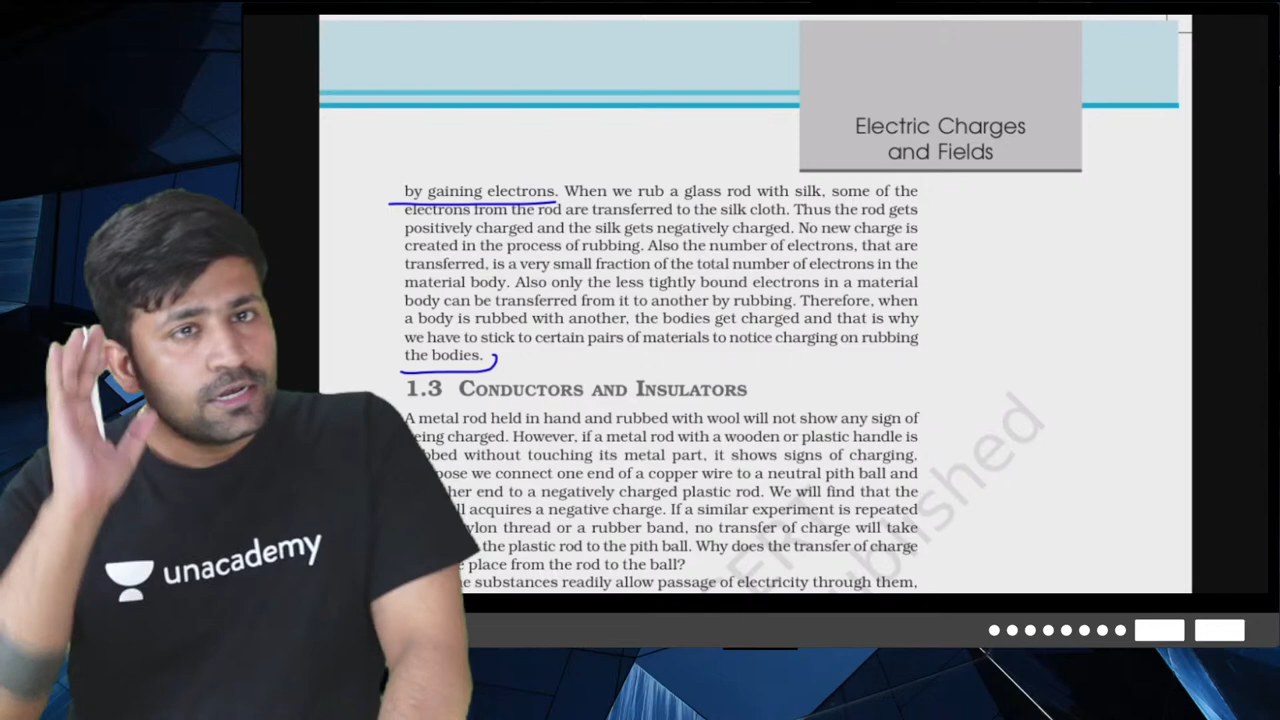 Electric Charges
and Fields
by gaining electrons. When we rub a glass rod with silk, some of the
electrons from the rod are transferred to the silk cloth. Thus the rod gets
positively charged and the silk gets negatively charged. No new charge is
created in the process of rubbing. Also the number of electrons, that are
transferred, is a very small fraction of the total number of electrons in the
material body. Also only the less tightly bound electrons in a material
body can be transferred from it to another by rubbing. Therefore, when
a body is rubbed with another, the bodies get charged and that is why
we have to stick to certain pairs of materials to notice charging on rubbing
the bodies.
1.3 CONDUCTORS AND INSULATORS
A metal rod held in hand and rubbed with wool will not show any sign of
eing charged. However, if a metal rod with a wooden or plastic handle is
bbed without touching its metal part, it shows signs of charging.
pose we connect one end of a copper wire to a neutral pith ball and
her end to a negatively charged plastic rod. We will find that the
ll acquires a negative charge. If a similar experiment is repeated
ylon thread or a rubber band, no transfer of charge will take
the plastic rod to the pith ball. Why does the transfer of charge
e place from the rod to the ball?
e substances readily allow passage of electricity through them,
unacademy
ublished